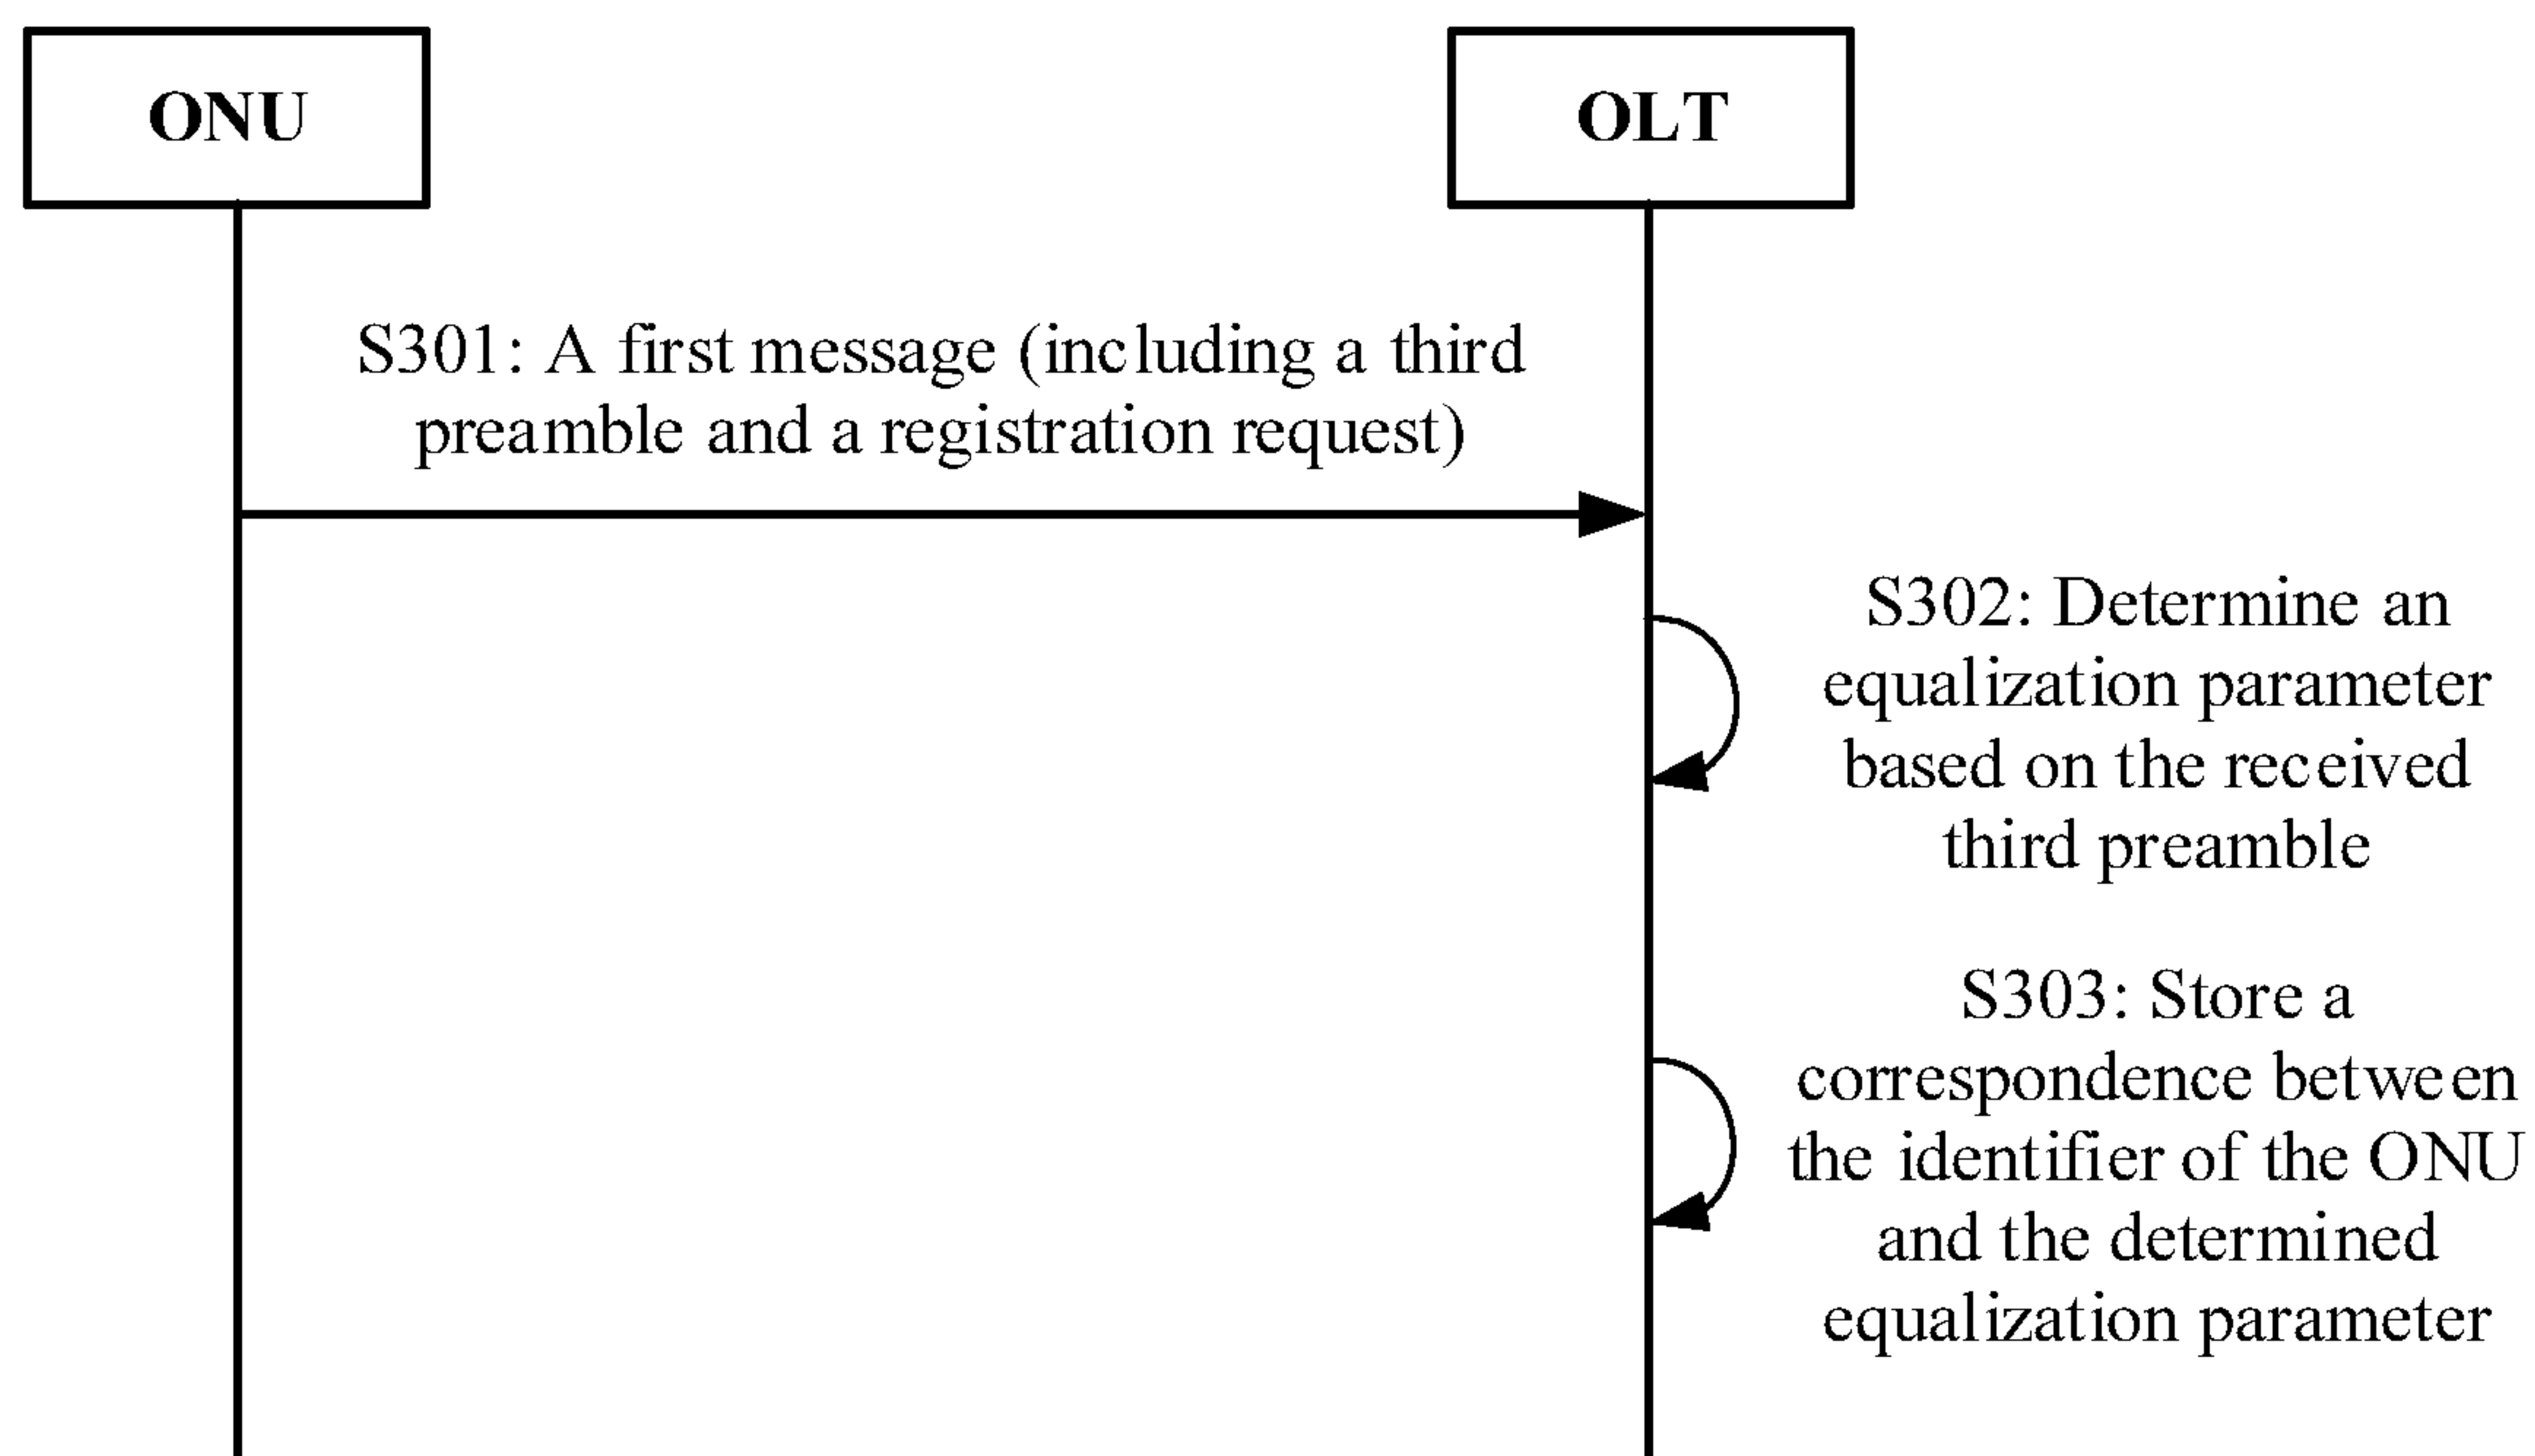 ONU
OLT
S301: A first message (including a third
preamble and a registration request)
S302: Determine an
equalization parameter
based on the received
third preamble
S303: Store a
correspondence between
the identifier of the ONU
and the determined
equalization parameter